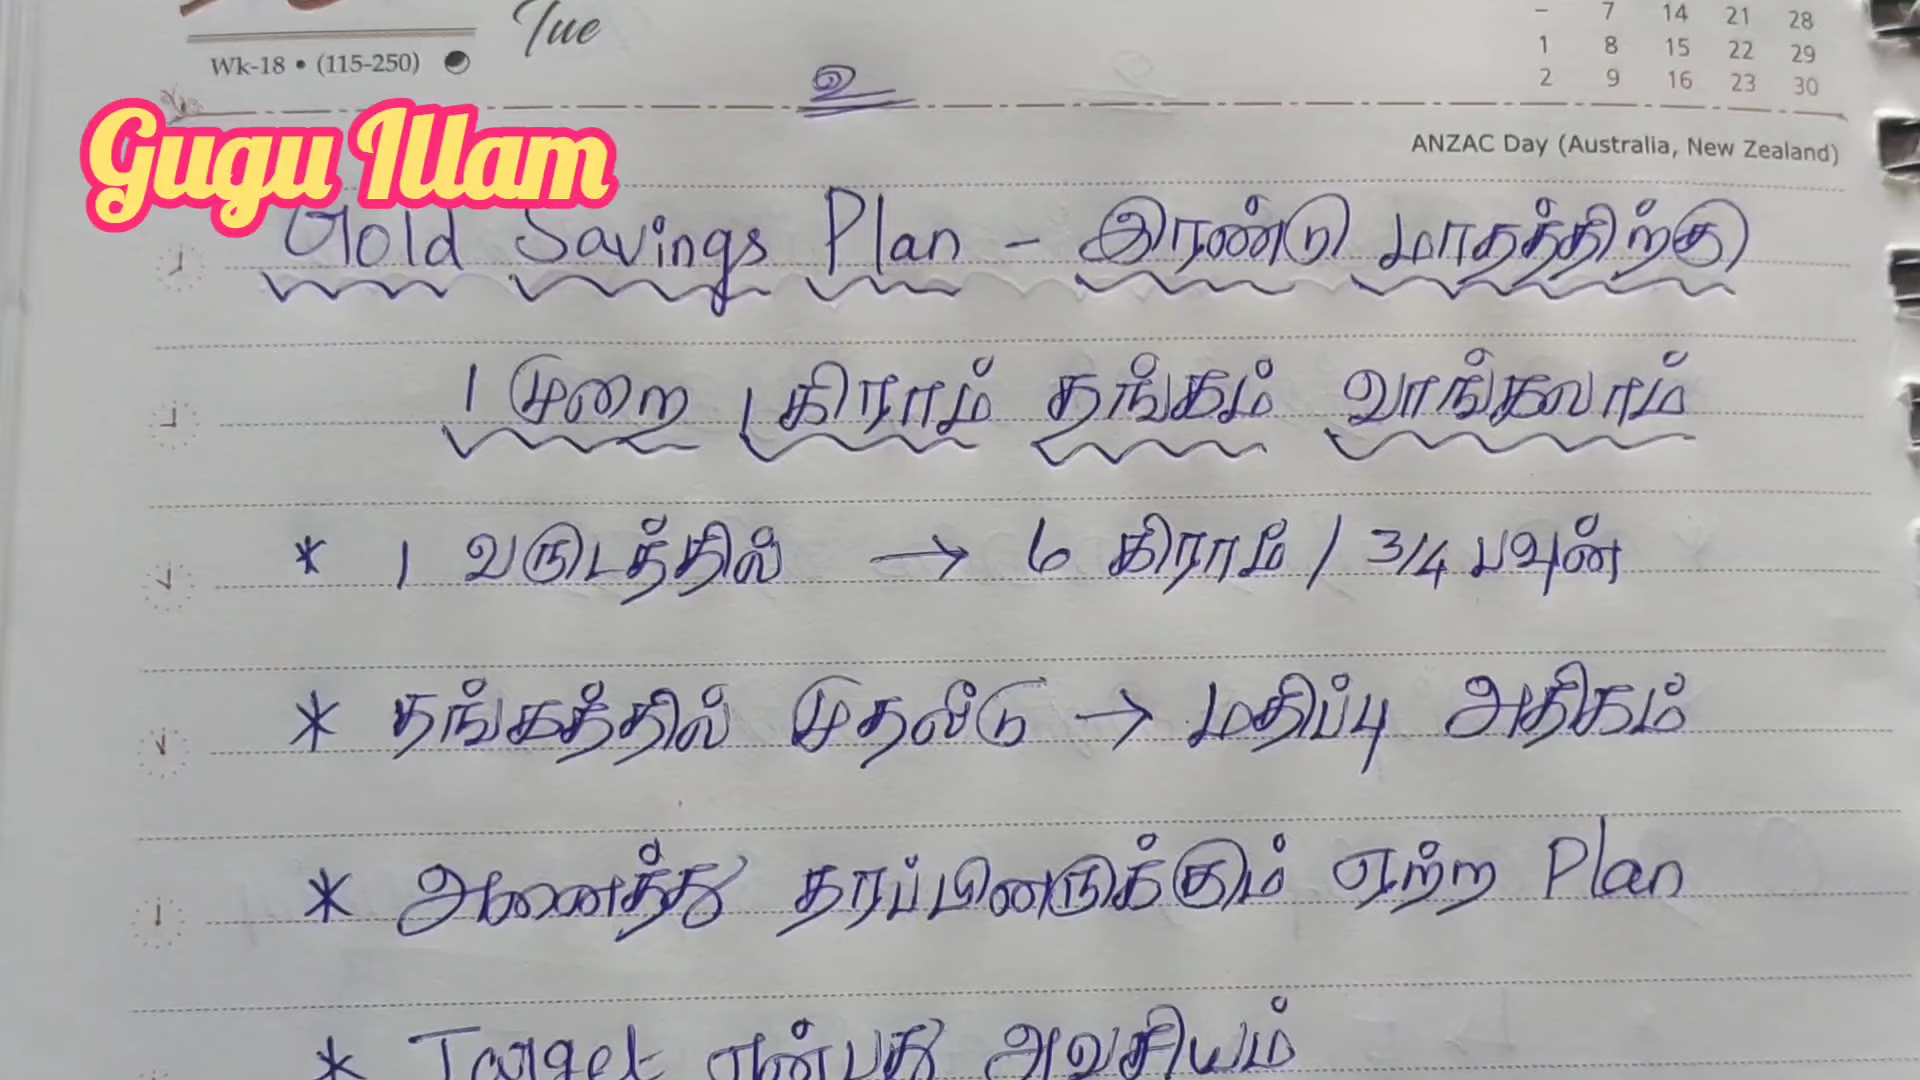 Tue
Wk-18 • (115-250)
- 7 14 21 28
1 8 15 22 29
2 9 16 23 30
உ
ANZAC Day (Australia, New Zealand)
Gugu Illam
Gold Savings Plan - இரண்டு மாதத்திற்கு
1 முறை 1 கிராம் தங்கம் வாங்கலாம்
* 1 வருடத்தில் → 6 கிராம் / 3/4 பவுன்
* தங்கத்தில் முதலீடு → மதிப்பு அதிகம்
* அனைத்து தரப்பினருக்கும் ஏற்ற Plan
* Target என்பது அவசியம்